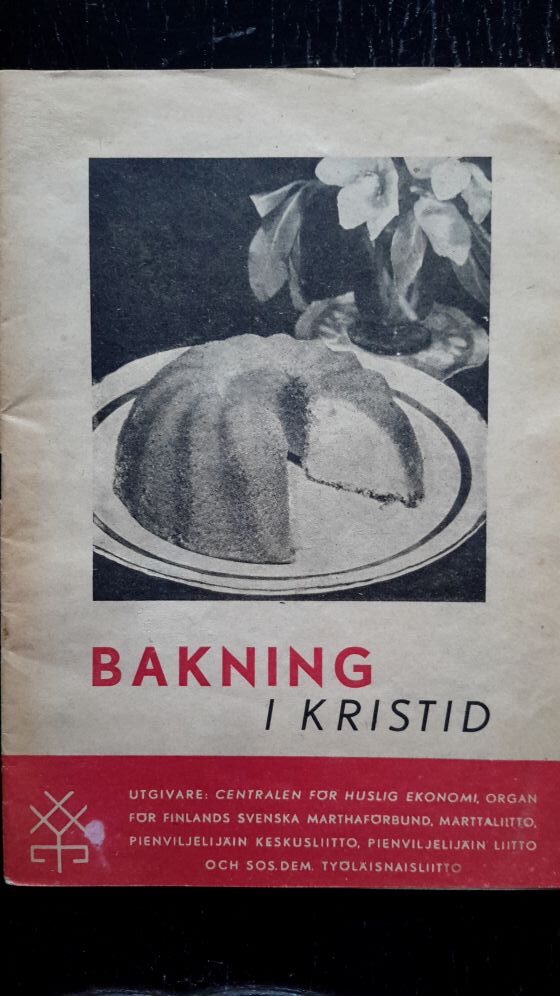 BAKNING
I KRISTID
UTGIVARE: CENTRALEN FÖR HUSLIG EKONOMI, ORGAN
FÖR FINLANDS SVENSKA MARTHAFÖRBUND, MARTTALIITTO,
PIENVILJELIJÄIN KESKUSLIITTO, PIENVILJELIJÄIN LIITTO
OCH SOS.DEM. TYÖLÄISNAISLIITTO